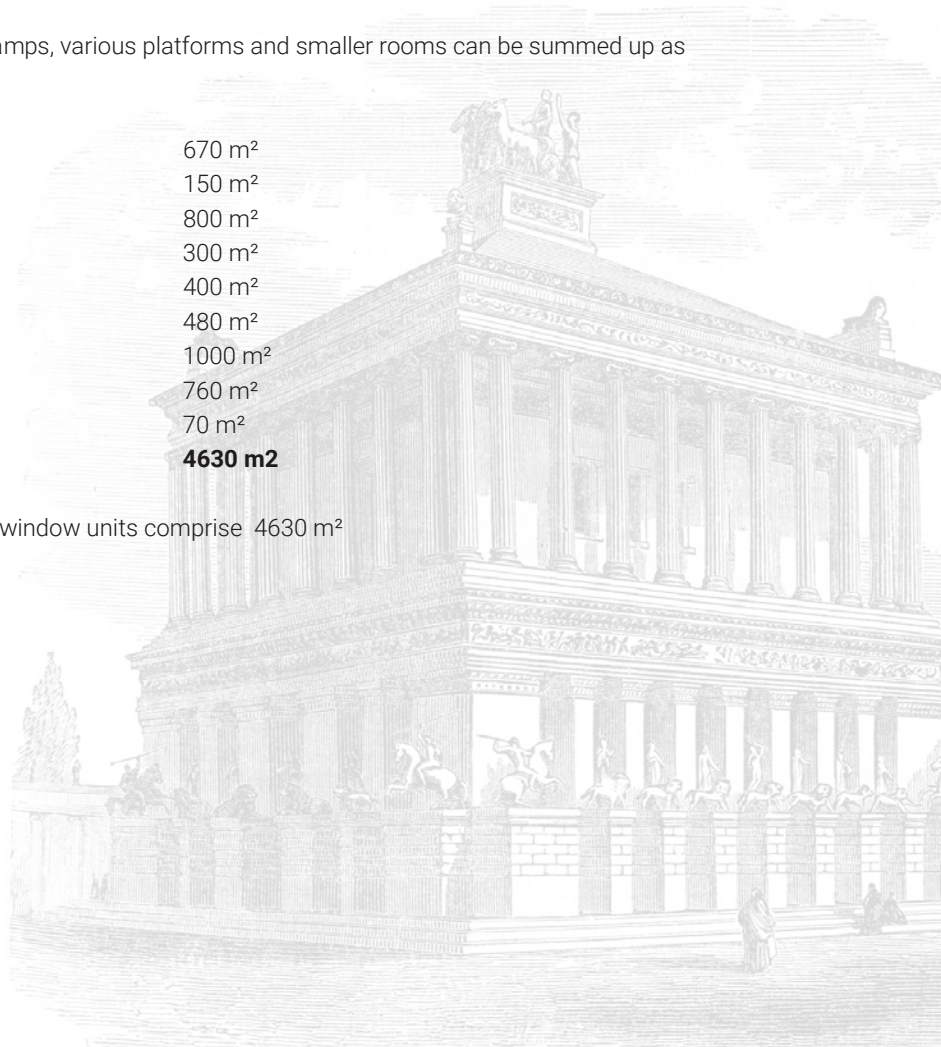 amps, various platforms and smaller rooms can be summed up as
670 m²
150 m²
800 m²
300 m²
400 m²
480 m²
1000 m²
760 m²
70 m²
4630 m2
window units comprise 4630 m²